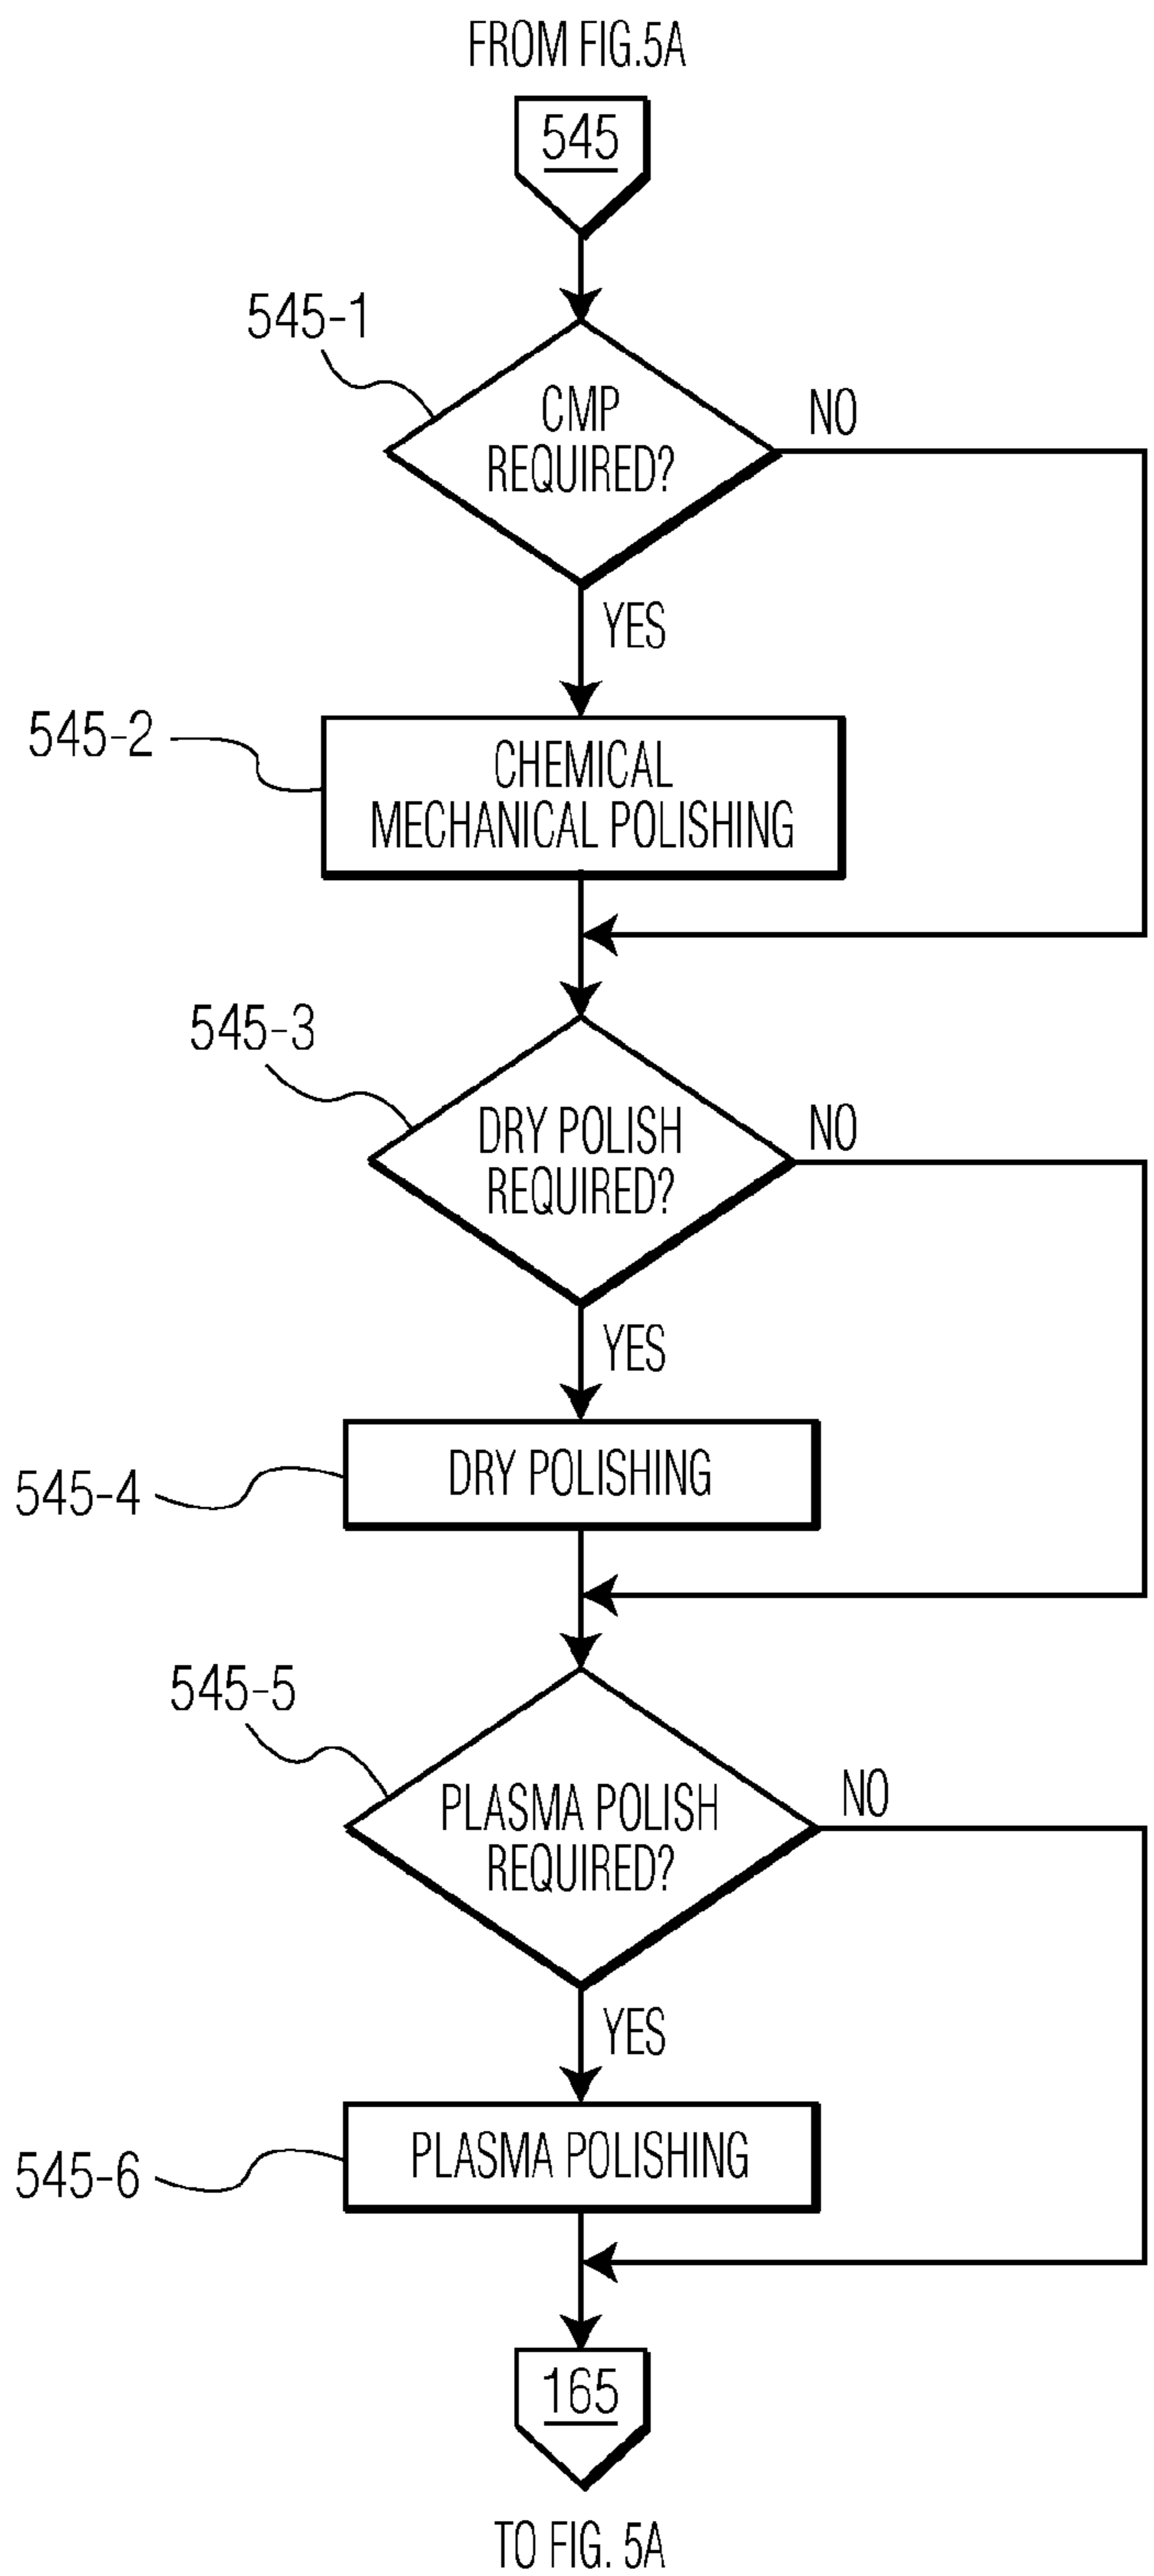 FROM FIG.5A
545
545-1
CMP
REQUIRED?
NO
YES
545-2
CHEMICAL
MECHANICAL POLISHING
545-3
DRY POLISH
REQUIRED?
NO
YES
545-4
DRY POLISHING
545-5
PLASMA POLISH
REQUIRED?
NO
YES
545-6
PLASMA POLISHING
165
TO FIG. 5A